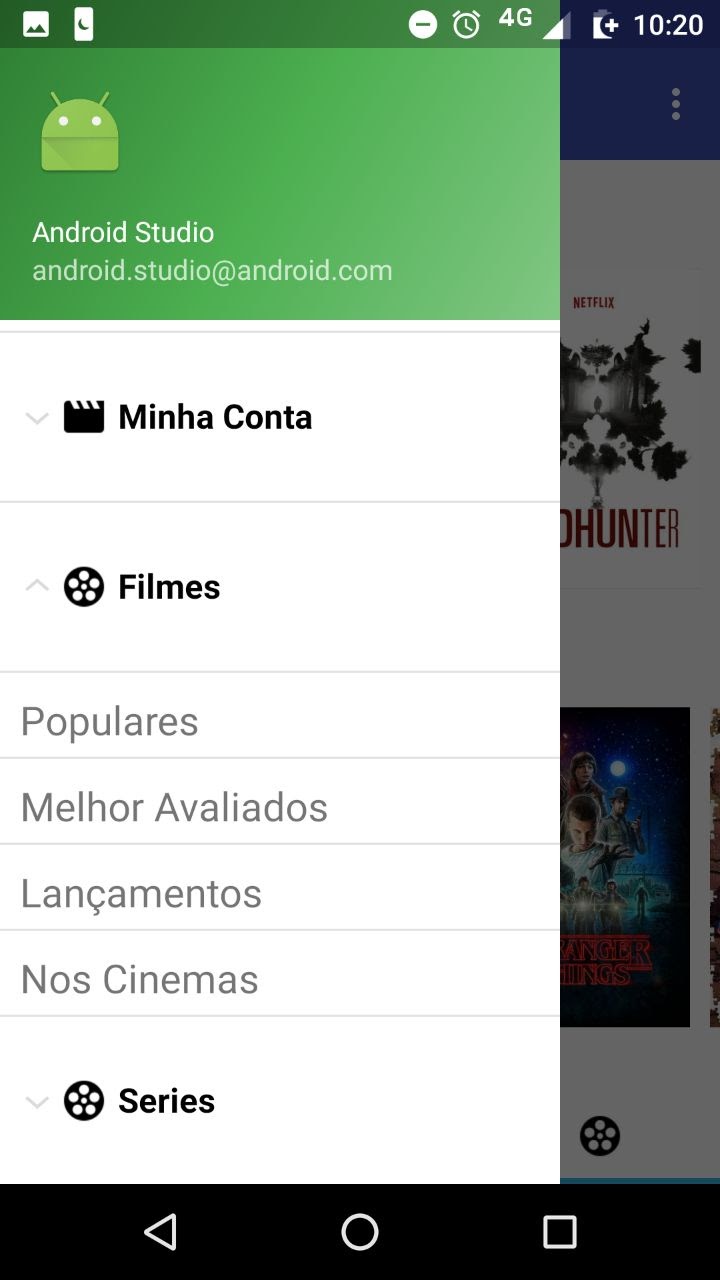 4G 10:20
Android Studio
android.studio@android.com
NETFLIX
Minha Conta
DHUNTER
Filmes
Populares
Melhor Avaliados
Lançamentos
RANGER
HINGS
Nos Cinemas
Series